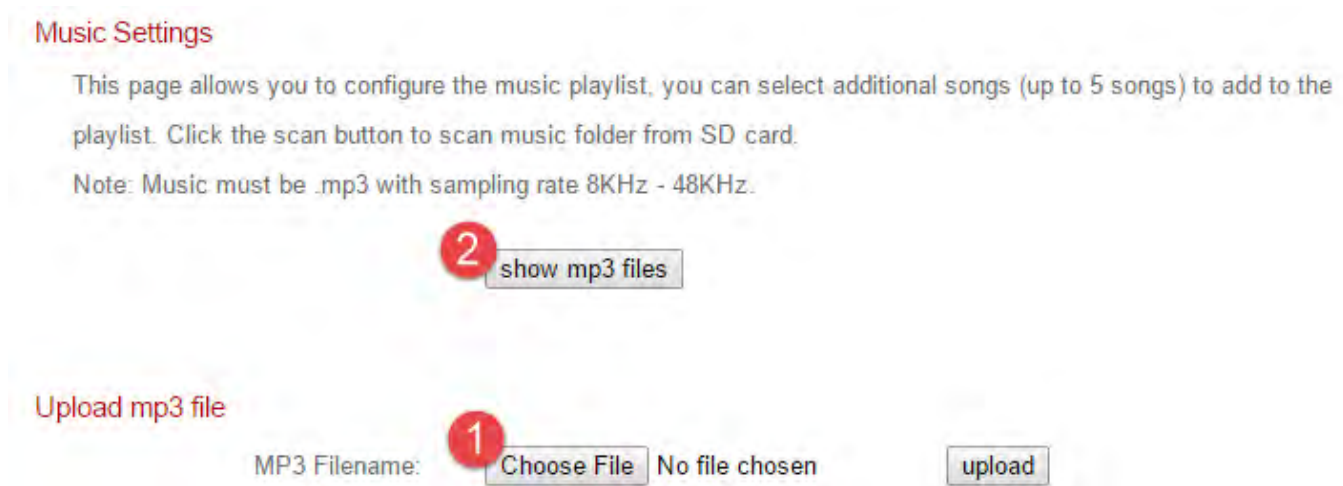 Music Settings
This page allows you to configure the music playlist, you can select additional songs (up to 5 songs) to add to the
playlist. Click the scan button to scan music folder from SD card.
Note: Music must be .mp3 with sampling rate 8KHz - 48KHz.
2 show mp3 files
Upload mp3 file
MP3 Filename: 1 Choose File No file chosen upload